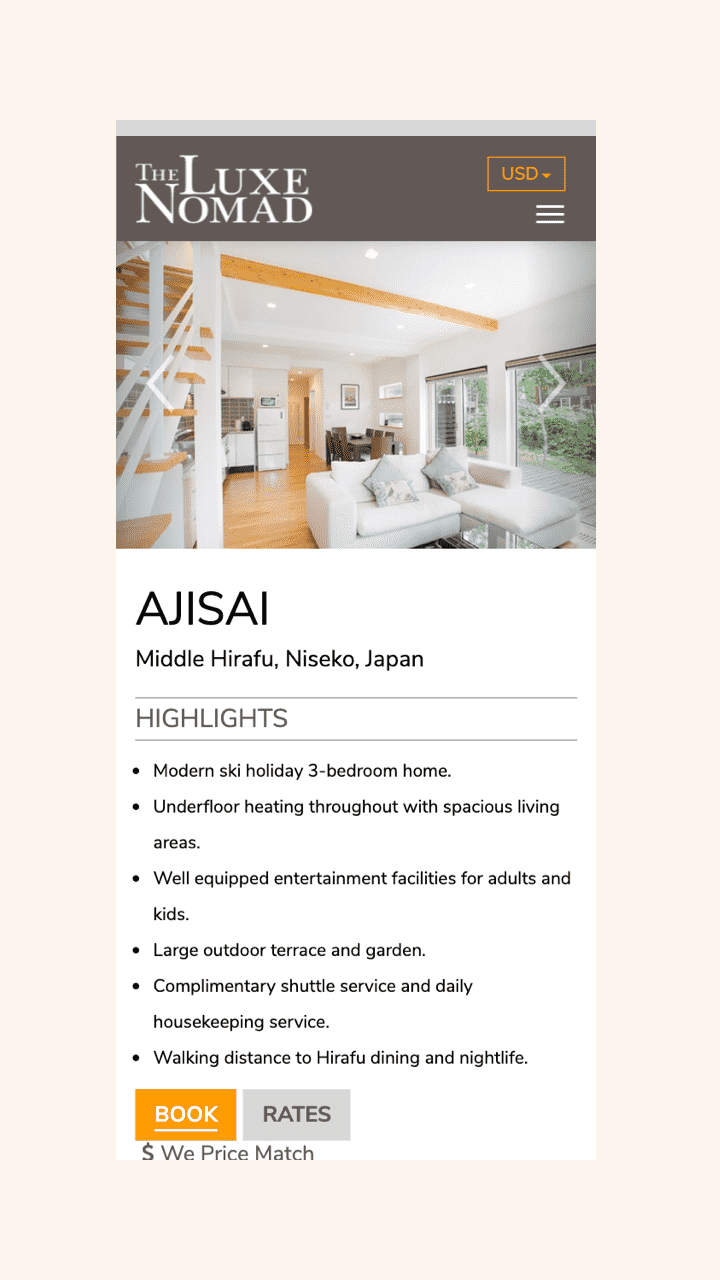 THE LUXE
NOMAD
USD
AJISAI
Middle Hirafu, Niseko, Japan
HIGHLIGHTS
• Modern ski holiday 3-bedroom home.
• Underfloor heating throughout with spacious living
areas.
• Well equipped entertainment facilities for adults and
kids.
• Large outdoor terrace and garden.
• Complimentary shuttle service and daily
housekeeping service.
• Walking distance to Hirafu dining and nightlife.
BOOK RATES
$ We Price Match